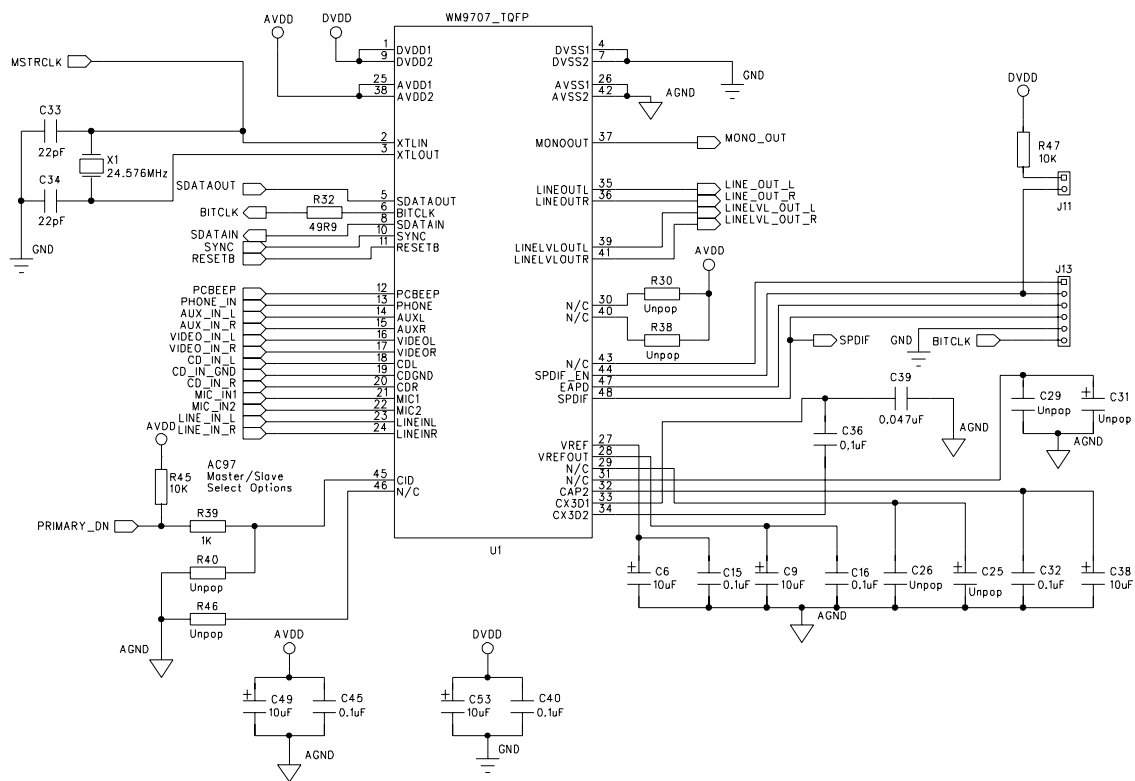 WM9707_TQFP
AVDD
DVDD
MSTRCLK
1 DVDD1
9 DVDD2
25 AVDD1
38 AVDD2
4 DVSS1
7 DVSS2
GND
26 AVSS1
42 AVSS2
AGND
DVDD
C33
22pF
X1
24.576MHz
C34
22pF
GND
2 XTLIN
3 XTLOUT
37 MONOOUT
MONO_OUT
R47
10K
J11
SDATAOUT
BITCLK
R32
49R9
SDATAIN
SYNC
RESETB
5 SDATAOUT
6 BITCLK
8 SDATAIN
10 SYNC
11 RESETB
35 LINEOUTL
36 LINEOUTR
LINE_OUT_L
LINE_OUT_R
LINELVL_OUT_L
LINELVL_OUT_R
39 LINELVLOUTL
41 LINELVLOUTR
AVDD
J13
PCBEEP
PHONE_IN
AUX_IN_L
AUX_IN_R
VIDEO_IN_L
VIDEO_IN_R
CD_IN_L
CD_IN_GND
CD_IN_R
MIC_IN1
MIC_IN2
LINE_IN_L
LINE_IN_R
12 PCBEEP
13 PHONE
14 AUXL
15 AUXR
16 VIDEOL
17 VIDEOR
18 CDL
19 CDGND
20 CDR
21 MIC1
22 MIC2
23 LINEINL
24 LINEINR
30 N/C
40 N/C
R30
Unpop
R38
Unpop
SPDIF
GND
BITCLK
43 N/C
44 SPDIF_EN
47 EAPD
48 SPDIF
C39
0.047uF
AGND
C36
0.1uF
C29
Unpop
C31
Unpop
AGND
27 VREF
28 VREFOUT
29 N/C
31 N/C
32 CAP2
33 CX3D1
34 CX3D2
AVDD
R45
10K
AC97
Master/Slave
Select Options
45 CID
46 N/C
PRIMARY_DN
R39
1K
R40
Unpop
R46
Unpop
AGND
U1
C6
10uF
C15
0.1uF
C9
10uF
C16
0.1uF
C26
Unpop
C25
Unpop
C32
0.1uF
C38
10uF
AGND
AVDD
C49
10uF
C45
0.1uF
AGND
DVDD
C53
10uF
C40
0.1uF
GND